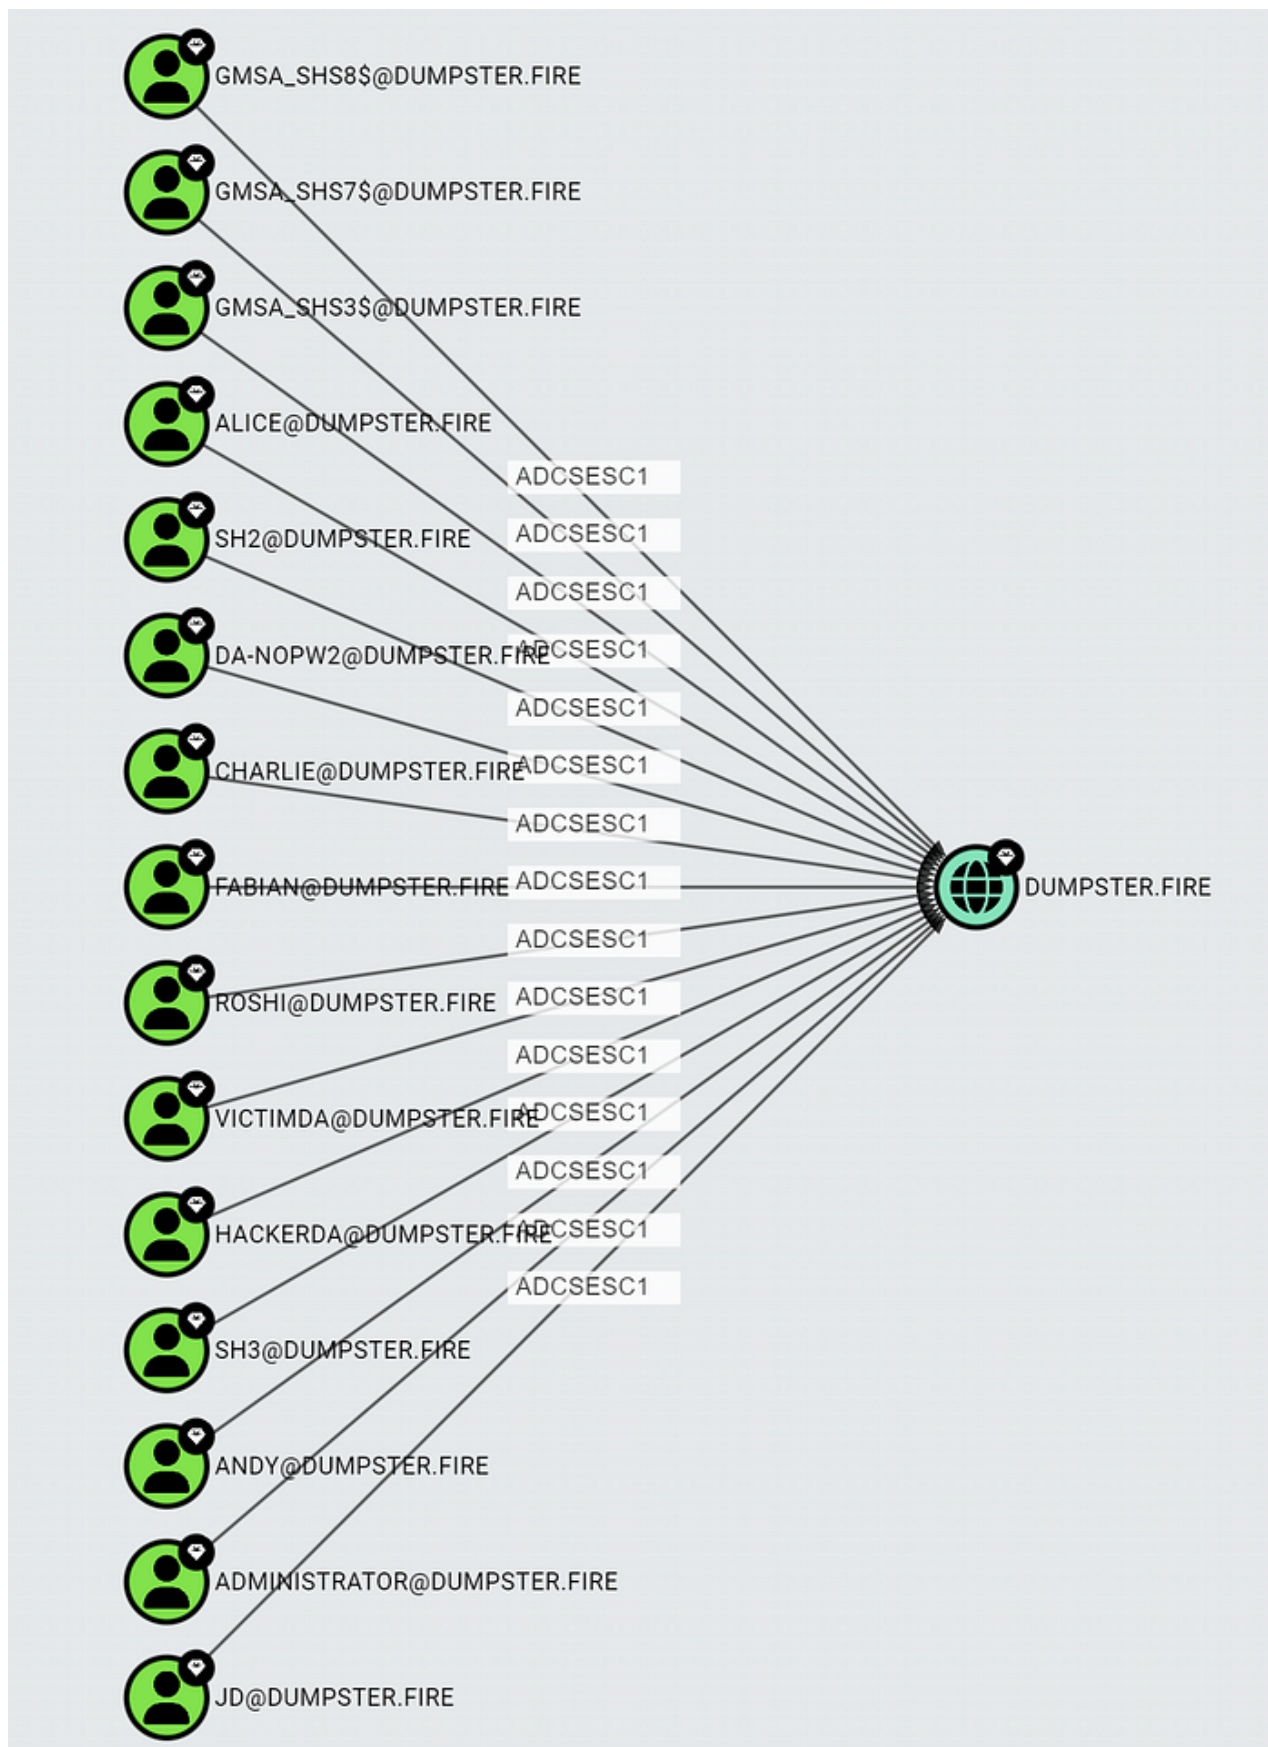 GMSA_SHS8$@DUMPSTER.FIRE
GMSA_SHS7$@DUMPSTER.FIRE
GMSA_SHS3$@DUMPSTER.FIRE
ALICE@DUMPSTER.FIRE
ADCSESC1
SH2@DUMPSTER.FIRE
ADCSESC1
ADCSESC1
DA-NOPW2@DUMPSTER.FIRE
ADCSESC1
ADCSESC1
CHARLIE@DUMPSTER.FIRE
ADCSESC1
ADCSESC1
FABIAN@DUMPSTER.FIRE
ADCSESC1
DUMPSTER.FIRE
ADCSESC1
ROSHI@DUMPSTER.FIRE
ADCSESC1
ADCSESC1
VICTIMDA@DUMPSTER.FIRE
ADCSESC1
ADCSESC1
HACKERDA@DUMPSTER.FIRE
ADCSESC1
ADCSESC1
SH3@DUMPSTER.FIRE
ANDY@DUMPSTER.FIRE
ADMINISTRATOR@DUMPSTER.FIRE
JD@DUMPSTER.FIRE